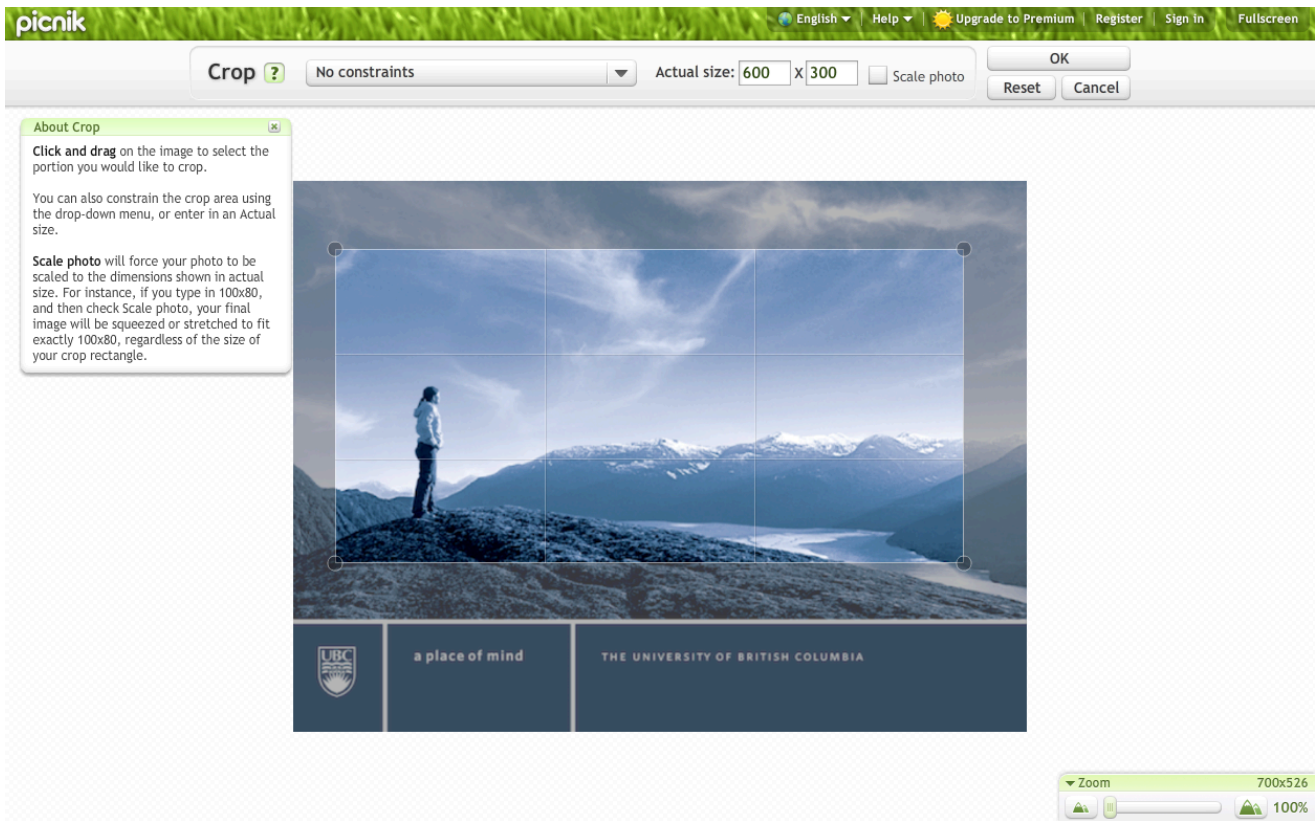 picnik
English Help Upgrade to Premium Register Sign in Fullscreen
Crop ? No constraints Actual size: 600 X 300 Scale photo
OK
Reset Cancel
About Crop
Click and drag on the image to select the
portion you would like to crop.
You can also constrain the crop area using
the drop-down menu, or enter in an Actual
size.
Scale photo will force your photo to be
scaled to the dimensions shown in actual
size. For instance, if you type in 100x80,
and then check Scale photo, your final
image will be squeezed or stretched to fit
exactly 100x80, regardless of the size of
your crop rectangle.
UBC
a place of mind
THE UNIVERSITY OF BRITISH COLUMBIA
Zoom 700x526
100%